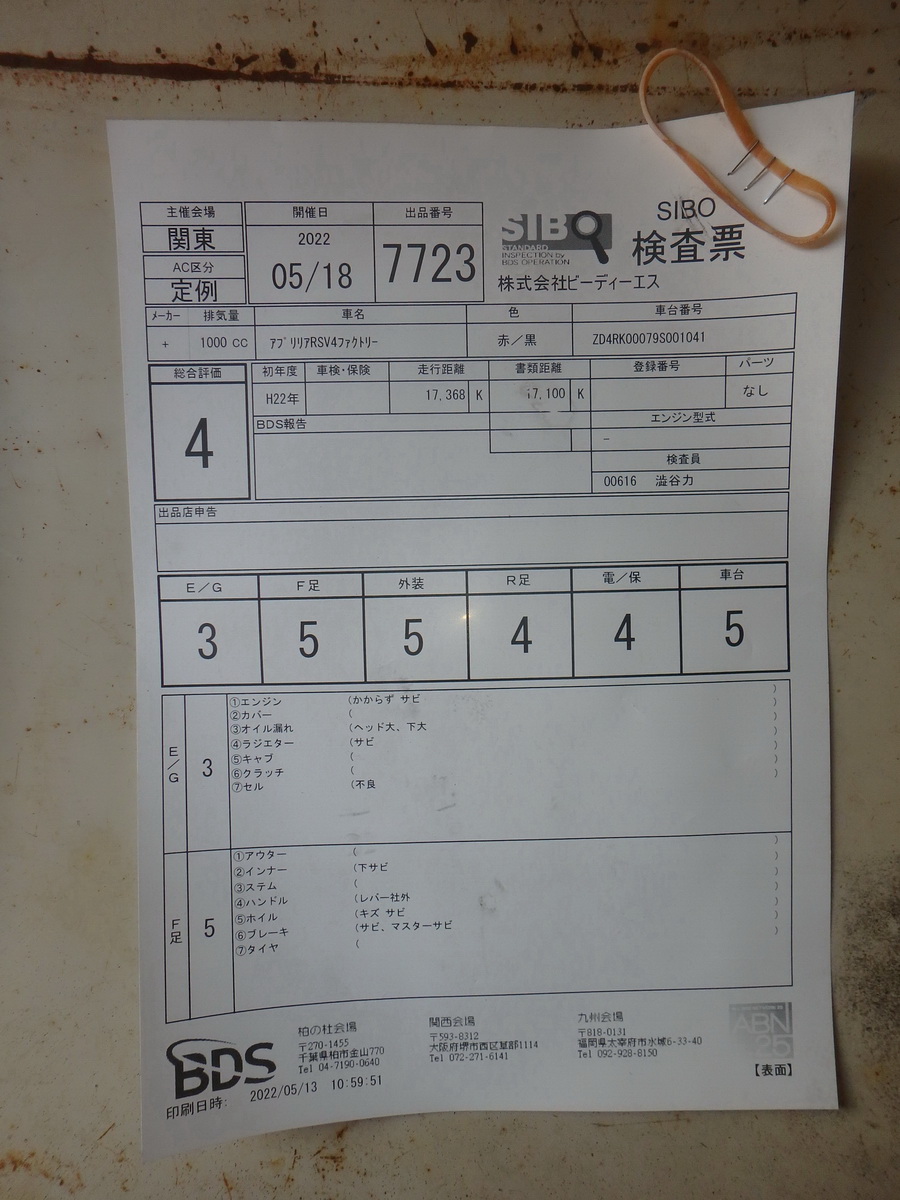 主催会場
関東
AC区分
定例
開催日
2022
05/18
出品番号
7723
SIBO
STANDARD
INSPECTION by
BDS OPERATION
SIBO
検査票
株式会社ビーディーエス
メーカー 排気量 車名 色 車台番号
+ 1000 CC アプリリアRSV4ファクトリー 赤/黒 ZD4RK00079S001041
総合評価
4
初年度 車検・保険 走行距離 書類距離 登録番号 パーツ
H22年 17,368 K 17,100 K なし
BDS報告
エンジン型式
-
検査員
00616 澁谷力
出品店申告
E/G F足 外装 R足 電/保 車台
3 5 5 4 4 5
E/G 3
①エンジン (かからず サビ )
②カバー ( )
③オイル漏れ (ヘッド大、下大 )
④ラジエター (サビ )
⑤キャブ ( )
⑥クラッチ ( )
⑦セル (不良 )
F足 5
①アウター ( )
②インナー (下サビ )
③ステム ( )
④ハンドル (レバー社外 )
⑤ホイル (キズ サビ )
⑥ブレーキ (サビ、マスターサビ )
⑦タイヤ ( )
BDS
柏の杜会場
〒270-1455
千葉県柏市金山770
Tel 04-7190-0640
関西会場
〒593-8312
大阪府堺市西区草部1114
Tel 072-271-6141
九州会場
〒818-0131
福岡県太宰府市水城6-33-40
Tel 092-928-8150
ABN
25
【表面】
印刷日時: 2022/05/13 10:59:51